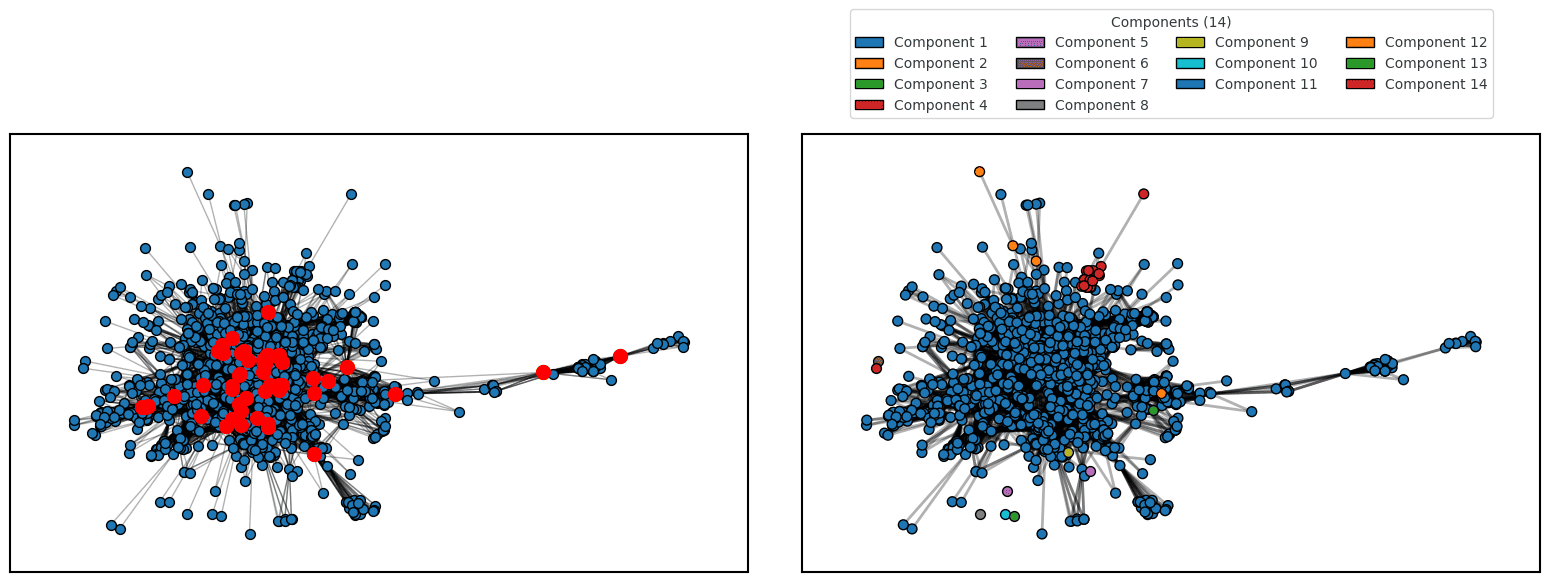 Components (14)
Component 1
Component 2
Component 3
Component 4
Component 5
Component 6
Component 7
Component 8
Component 9
Component 10
Component 11
Component 12
Component 13
Component 14